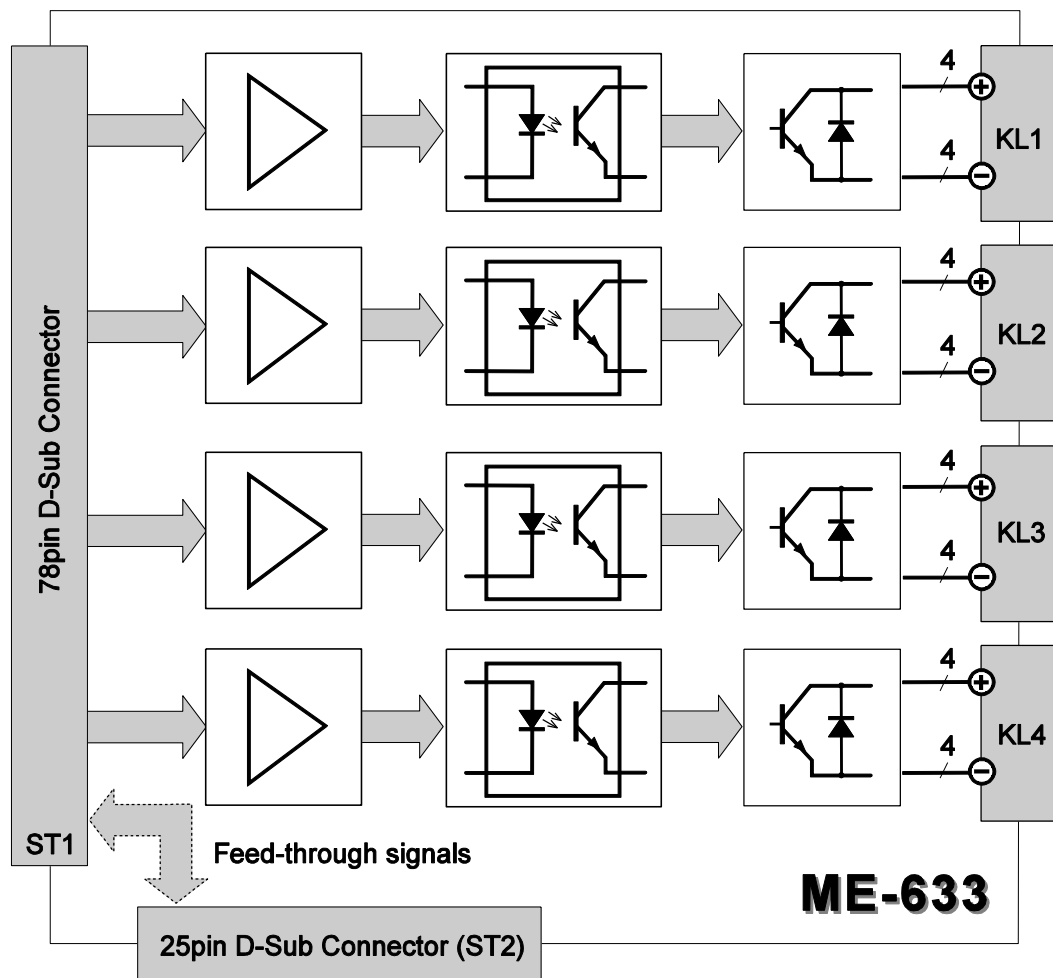 78pin D-Sub Connector
ST1
4
+
4
−
KL1
4
+
4
−
KL2
4
+
4
−
KL3
4
+
4
−
KL4
Feed-through signals
ME-633
25pin D-Sub Connector (ST2)